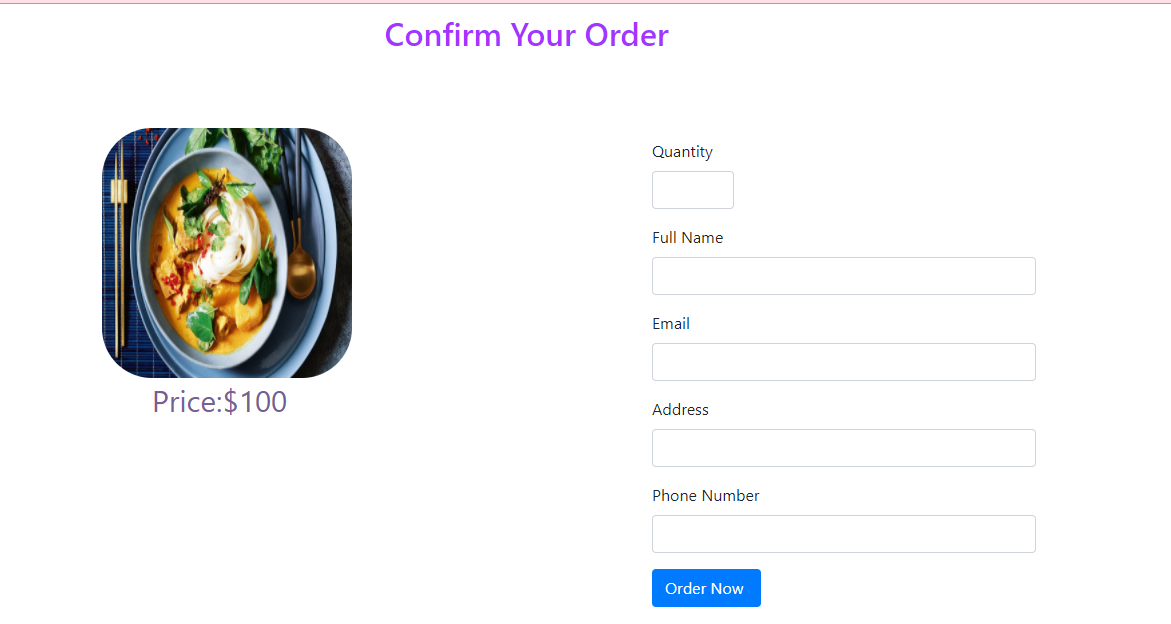 Confirm Your Order
Price:$100
Quantity
Full Name
Email
Address
Phone Number
Order Now